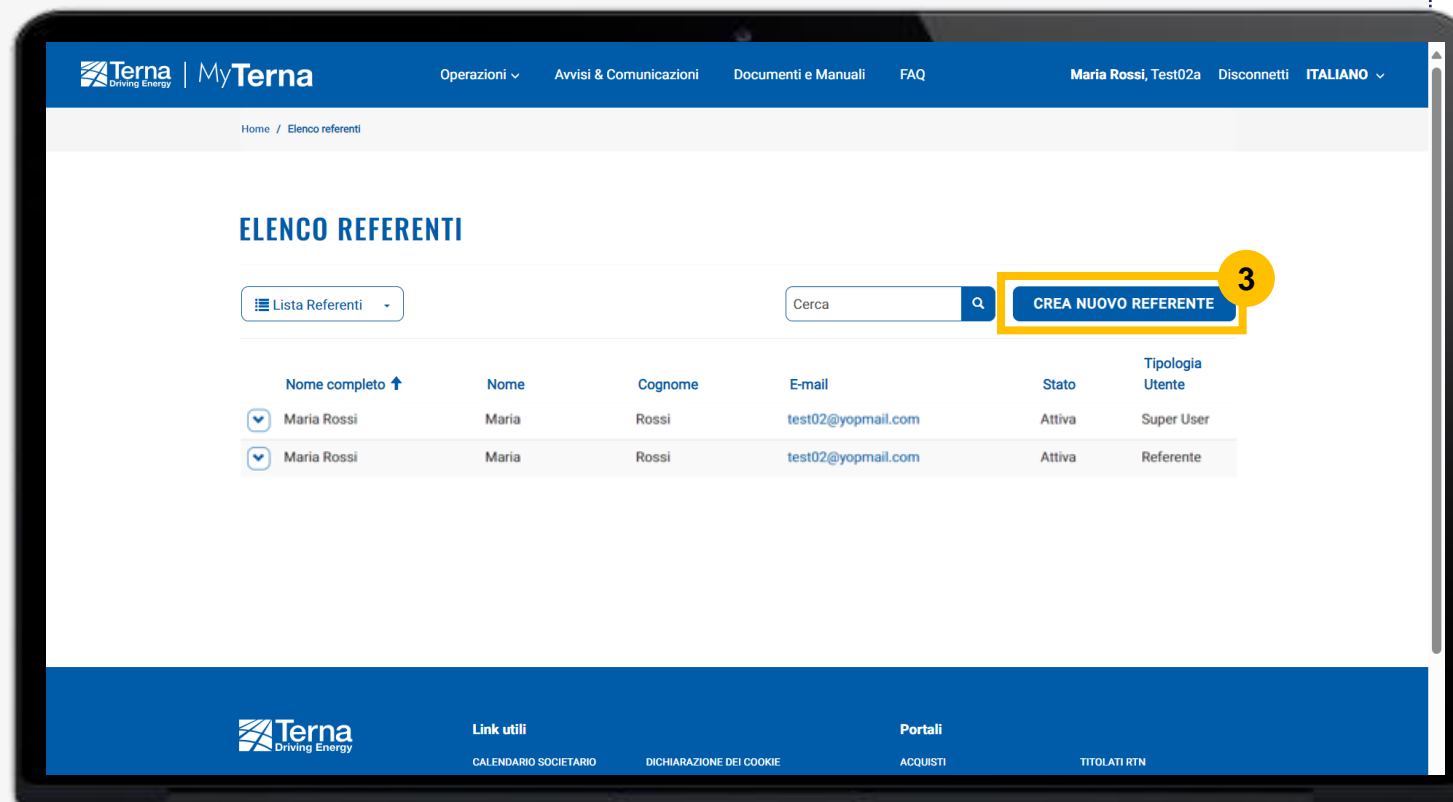 Terna
Driving Energy
MyTerna
Operazioni
Avvisi & Comunicazioni
Documenti e Manuali
FAQ
Maria Rossi, Test02a
Disconnetti
ITALIANO
Home / Elenco referenti
ELENCO REFERENTI
Lista Referenti
Cerca
CREA NUOVO REFERENTE
3
Nome completo
Nome
Cognome
E-mail
Stato
Tipologia
Utente
Maria Rossi Maria Rossi test02@yopmail.com Attiva Super User
Maria Rossi Maria Rossi test02@yopmail.com Attiva Referente
Terna
Driving Energy
Link utili
Portali
CALENDARIO SOCIETARIO
DICHIARAZIONE DEI COOKIE
ACQUISTI
TITOLATI RTN